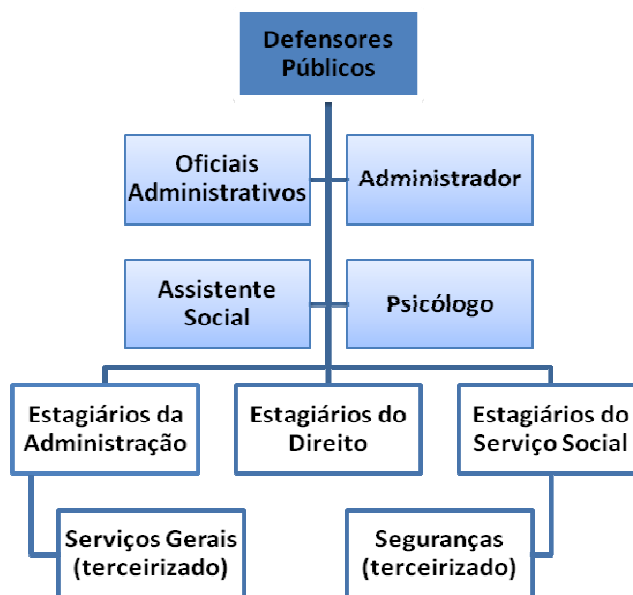 Defensores
Públicos
Oficiais
Administrativos
Administrador
Assistente
Social
Psicólogo
Estagiários da
Administração
Estagiários do
Direito
Estagiários do
Serviço Social
Serviços Gerais
(terceirizado)
Seguranças
(terceirizado)